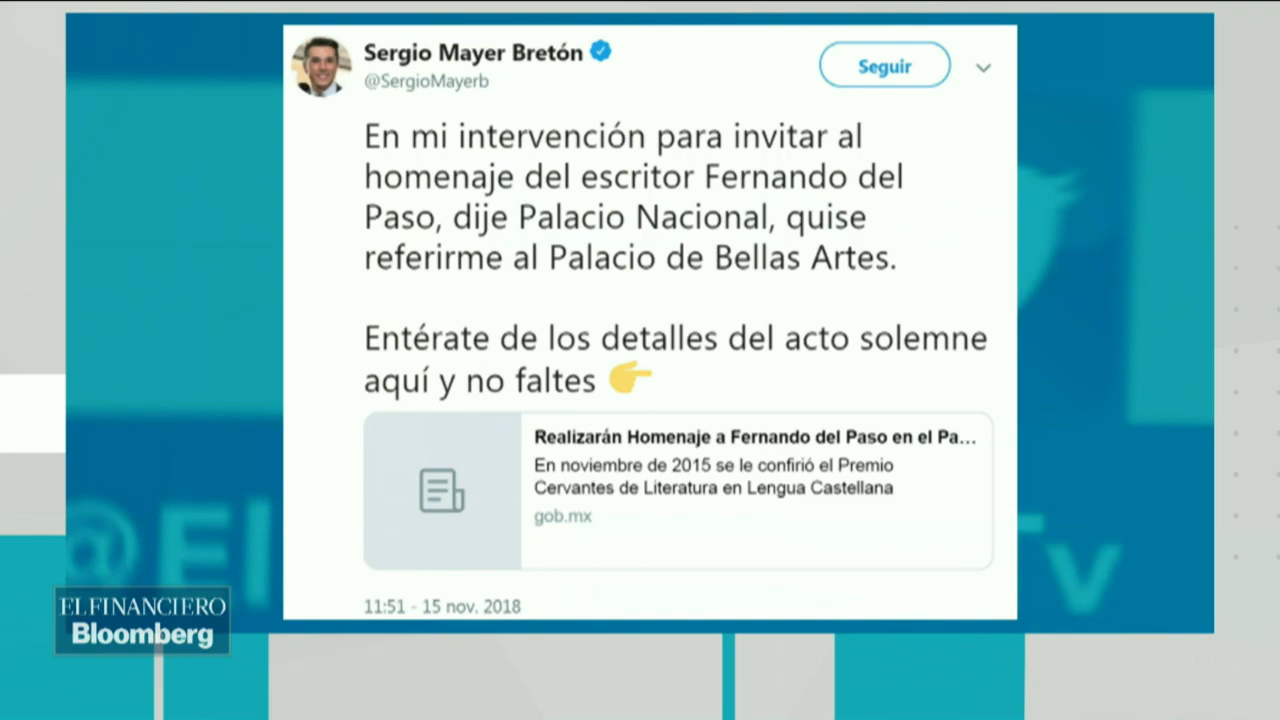 Sergio Mayer Bretón
@SergioMayerb
Seguir
En mi intervención para invitar al
homenaje del escritor Fernando del
Paso, dije Palacio Nacional, quise
referirme al Palacio de Bellas Artes.
Entérate de los detalles del acto solemne
aquí y no faltes 👉
Realizarán Homenaje a Fernando del Paso en el Pa...
En noviembre de 2015 se le confirió el Premio
Cervantes de Literatura en Lengua Castellana
gob.mx
11:51 - 15 nov. 2018
@El
Tv
EL FINANCIERO
Bloomberg